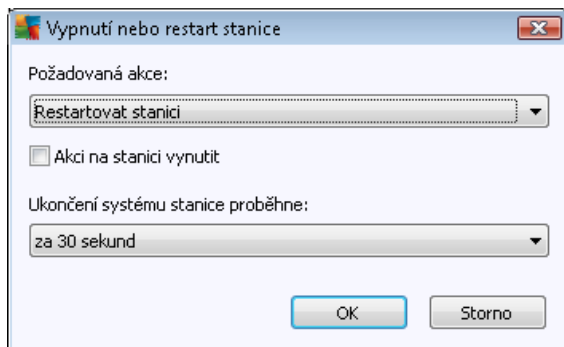 Vypnutí nebo restart stanice
Požadovaná akce:
Restartovat stanici
Akci na stanici vynutit
Ukončení systému stanice proběhne:
za 30 sekund
OK
Storno